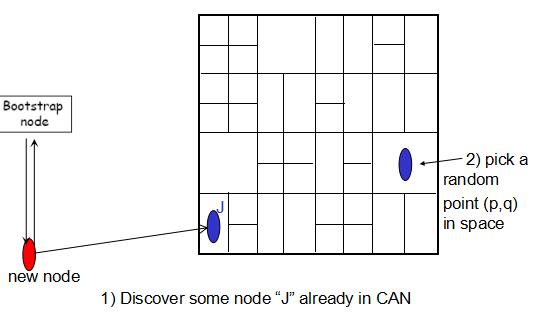 Bootstrap
node
2) pick a
random
point (p,q)
in space
J
new node
1) Discover some node “J” already in CAN